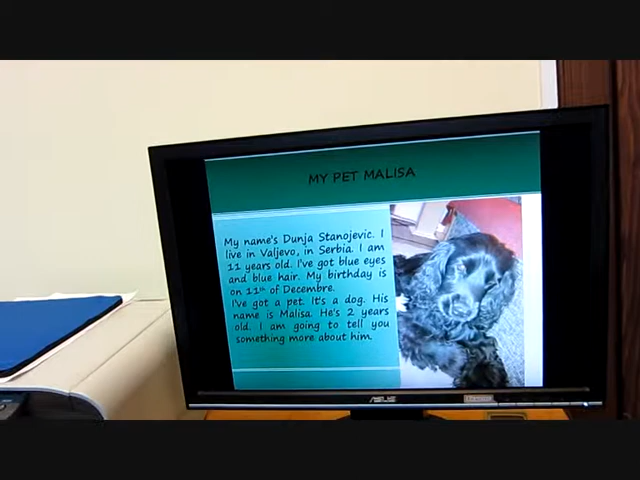 MY PET MALISA
My name's Dunja Stanojevic. I
live in Valjevo, in Serbia. I am
11 years old. I've got blue eyes
and blue hair. My birthday is
on 11th of Decembre.
I've got a pet. It's a dog. His
name is Malisa. He's 2 years
old. I am going to tell you
something more about him.
ASUS